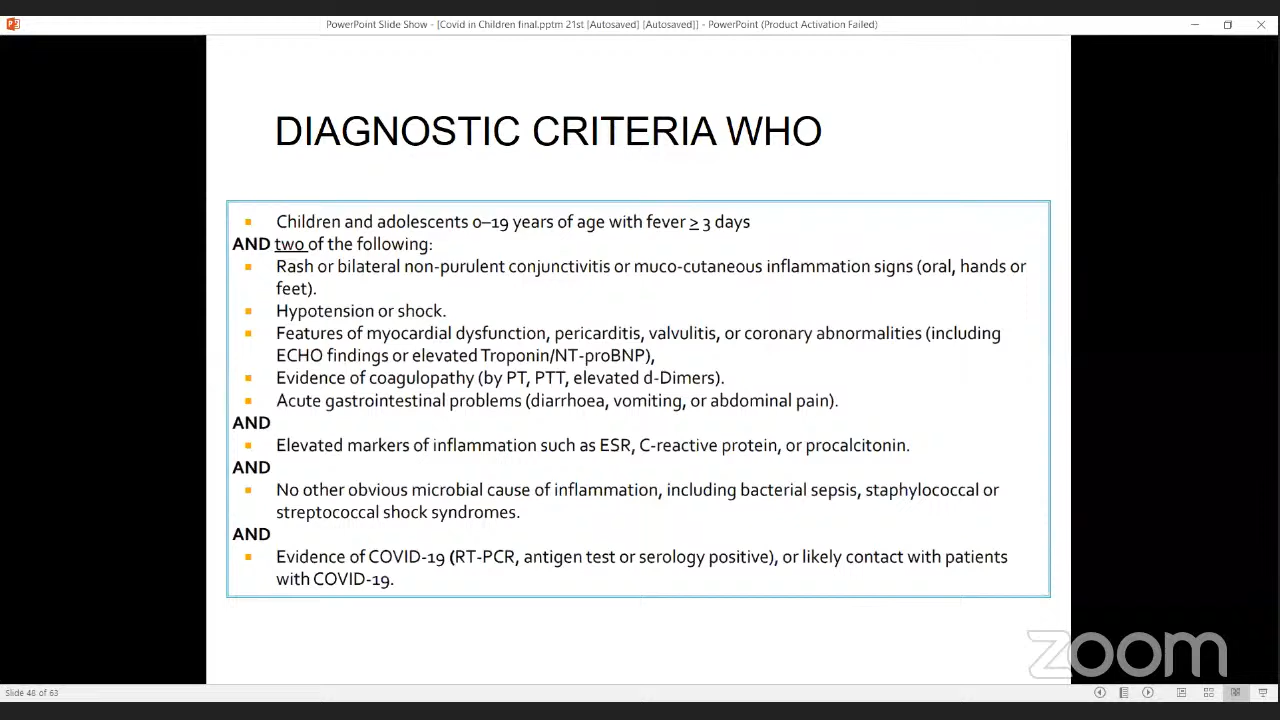 PowerPoint Slide Show - [Covid in Children final.pptm 21st [Autosaved] [Autosaved]] - PowerPoint (Product Activation Failed)
DIAGNOSTIC CRITERIA WHO
Children and adolescents 0–19 years of age with fever ≥ 3 days
AND two of the following:
Rash or bilateral non-purulent conjunctivitis or muco-cutaneous inflammation signs (oral, hands or
feet).
Hypotension or shock.
Features of myocardial dysfunction, pericarditis, valvulitis, or coronary abnormalities (including
ECHO findings or elevated Troponin/NT-proBNP),
Evidence of coagulopathy (by PT, PTT, elevated d-Dimers).
Acute gastrointestinal problems (diarrhoea, vomiting, or abdominal pain).
AND
Elevated markers of inflammation such as ESR, C-reactive protein, or procalcitonin.
AND
No other obvious microbial cause of inflammation, including bacterial sepsis, staphylococcal or
streptococcal shock syndromes.
AND
Evidence of COVID-19 (RT-PCR, antigen test or serology positive), or likely contact with patients
with COVID-19.
zoom
Slide 48 of 63